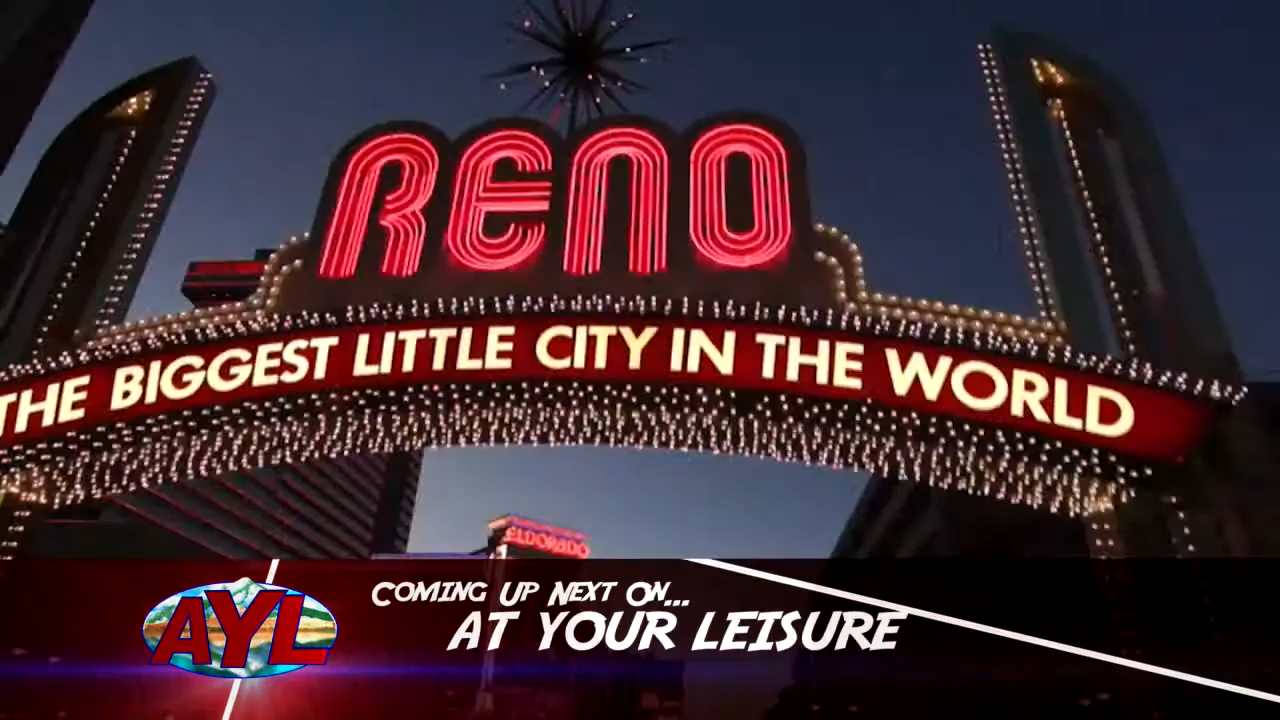 RENO
THE BIGGEST LITTLE CITY IN THE WORLD
ELDORADO
COMING UP NEXT ON...
AYL
AT YOUR LEISURE